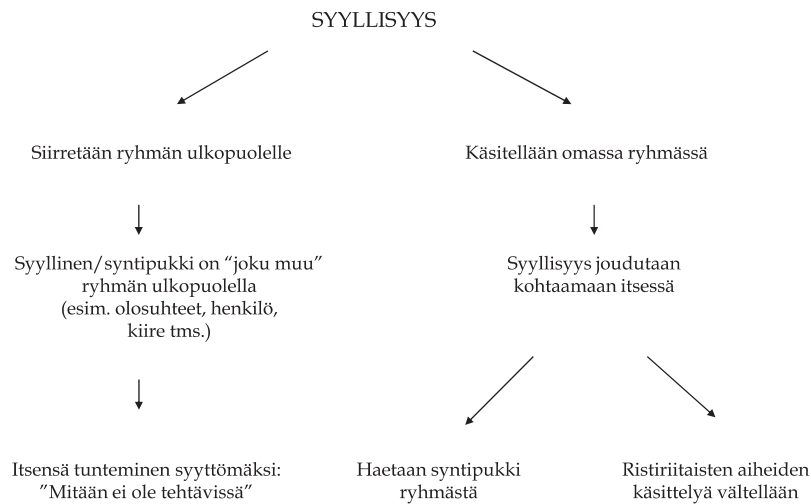 SYYLLISYYS
Siirretään ryhmän ulkopuolelle
Käsitellään omassa ryhmässä
Syyllinen/syntipukki on “joku muu”
ryhmän ulkopuolella
(esim. olosuhteet, henkilö,
kiire tms.)
Syyllisyys joudutaan
kohtaamaan itsessä
Itsensä tunteminen syyttömäksi:
”Mitään ei ole tehtävissä”
Haetaan syntipukki
ryhmästä
Ristiriitaisten aiheiden
käsittelyä vältellään